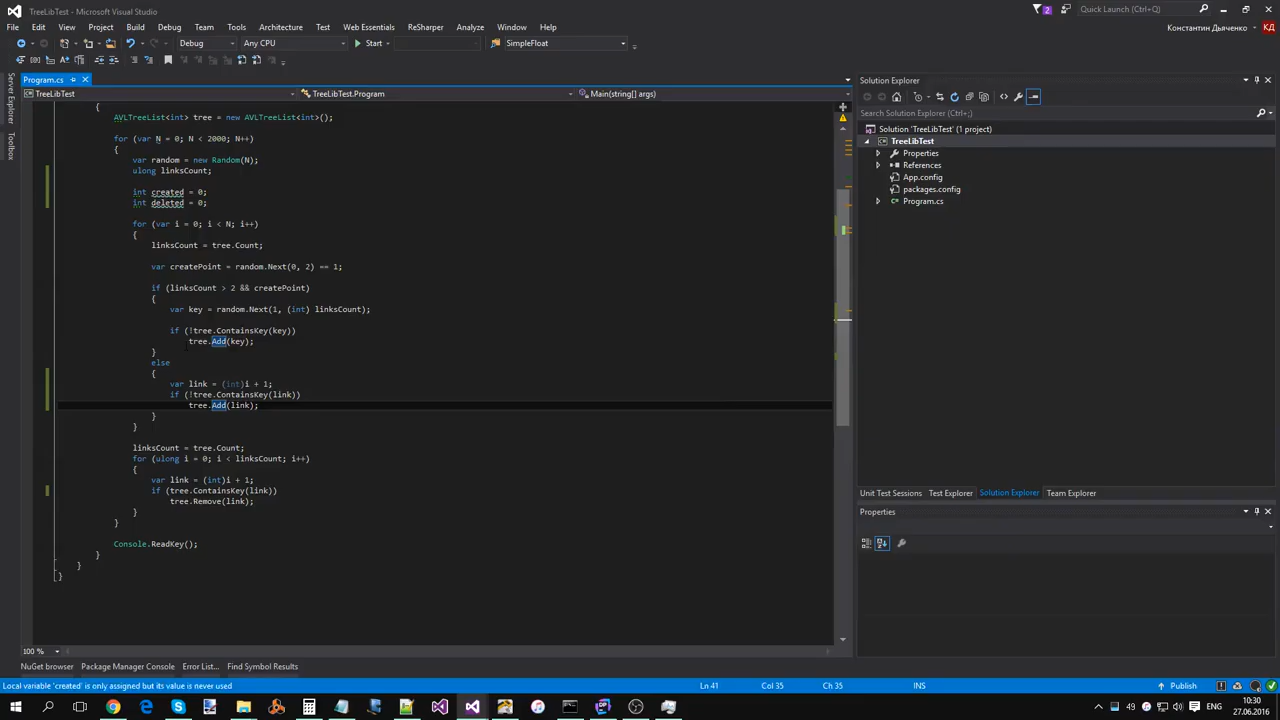 TreeLibTest - Microsoft Visual Studio
2
Quick Launch (Ctrl+Q)
File Edit View Project Build Debug Team Tools Test Web Essentials ReSharper Architecture Analyze Window Help
Константин Дьяченко КД
Debug Any CPU Start SimpleFloat
Program.cs
TreeLibTest TreeLibTest.Program Main(string[] args)
{
AVLTreeList<int> tree = new AVLTreeList<int>();
for (var N = 0; N < 2000; N++)
{
var random = new Random(N);
ulong linksCount;
int created = 0;
int deleted = 0;
for (var i = 0; i < N; i++)
{
linksCount = tree.Count;
var createPoint = random.Next(0, 2) == 1;
if (linksCount > 2 && createPoint)
{
var key = random.Next(1, (int) linksCount);
if (!tree.ContainsKey(key))
tree.Add(key);
}
else
{
var link = (int)i + 1;
if (!tree.ContainsKey(link))
tree.Add(link);
}
}
linksCount = tree.Count;
for (ulong i = 0; i < linksCount; i++)
{
var link = (int)i + 1;
if (tree.ContainsKey(link))
tree.Remove(link);
}
}
Console.ReadKey();
}
}
}
100 %
Server Explorer
Toolbox
Solution Explorer
Search Solution Explorer (Ctrl+;)
Solution 'TreeLibTest' (1 project)
TreeLibTest
Properties
References
App.config
packages.config
Program.cs
Unit Test Sessions Test Explorer Solution Explorer Team Explorer
Properties
NuGet browser Package Manager Console Error List... Find Symbol Results
Local variable 'created' is only assigned but its value is never used Ln 41 Col 35 Ch 35 INS Publish
ENG
10:30
27.06.2016